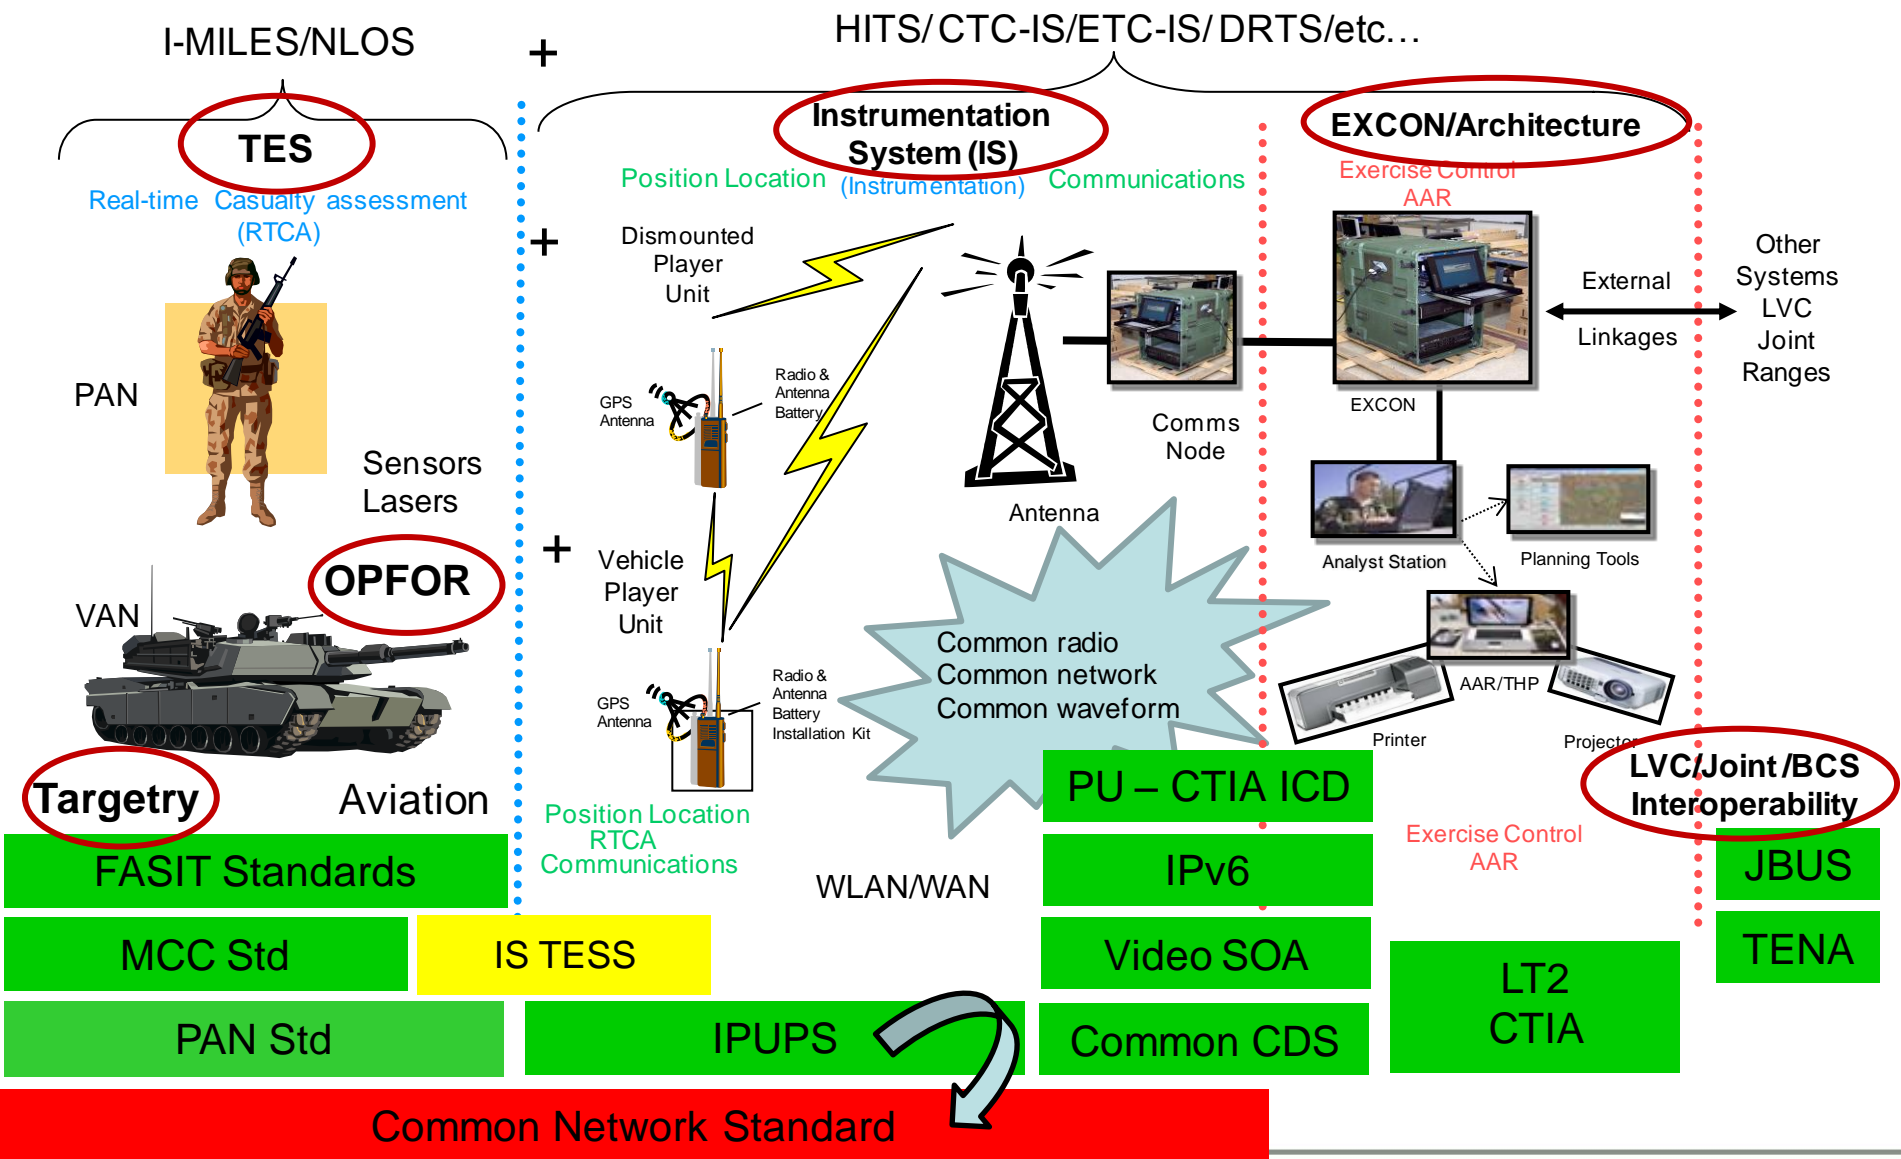 I-MILES/NLOS
+
HITS/ CTC-IS/ETC-IS/ DRTS/etc…
TES
Real-time Casualty assessment
(RTCA)
PAN
Sensors
Lasers
OPFOR
VAN
Targetry
Aviation
Instrumentation
System (IS)
Position Location
(Instrumentation)
Communications
+
Dismounted
Player
Unit
GPS
Antenna
Radio &
Antenna
Battery
Antenna
Comms
Node
+
Vehicle
Player
Unit
GPS
Antenna
Radio &
Antenna
Battery
Installation Kit
Common radio
Common network
Common waveform
Position Location
RTCA
Communications
WLAN/WAN
EXCON/Architecture
Exercise Control
AAR
EXCON
External
Linkages
Other
Systems
LVC
Joint
Ranges
Analyst Station
Planning Tools
AAR/THP
Printer
Projector
LVC/Joint /BCS
Interoperability
Exercise Control
AAR
FASIT Standards
MCC Std
IS TESS
PAN Std
IPUPS
PU – CTIA ICD
IPv6
Video SOA
Common CDS
LT2
CTIA
JBUS
TENA
Common Network Standard